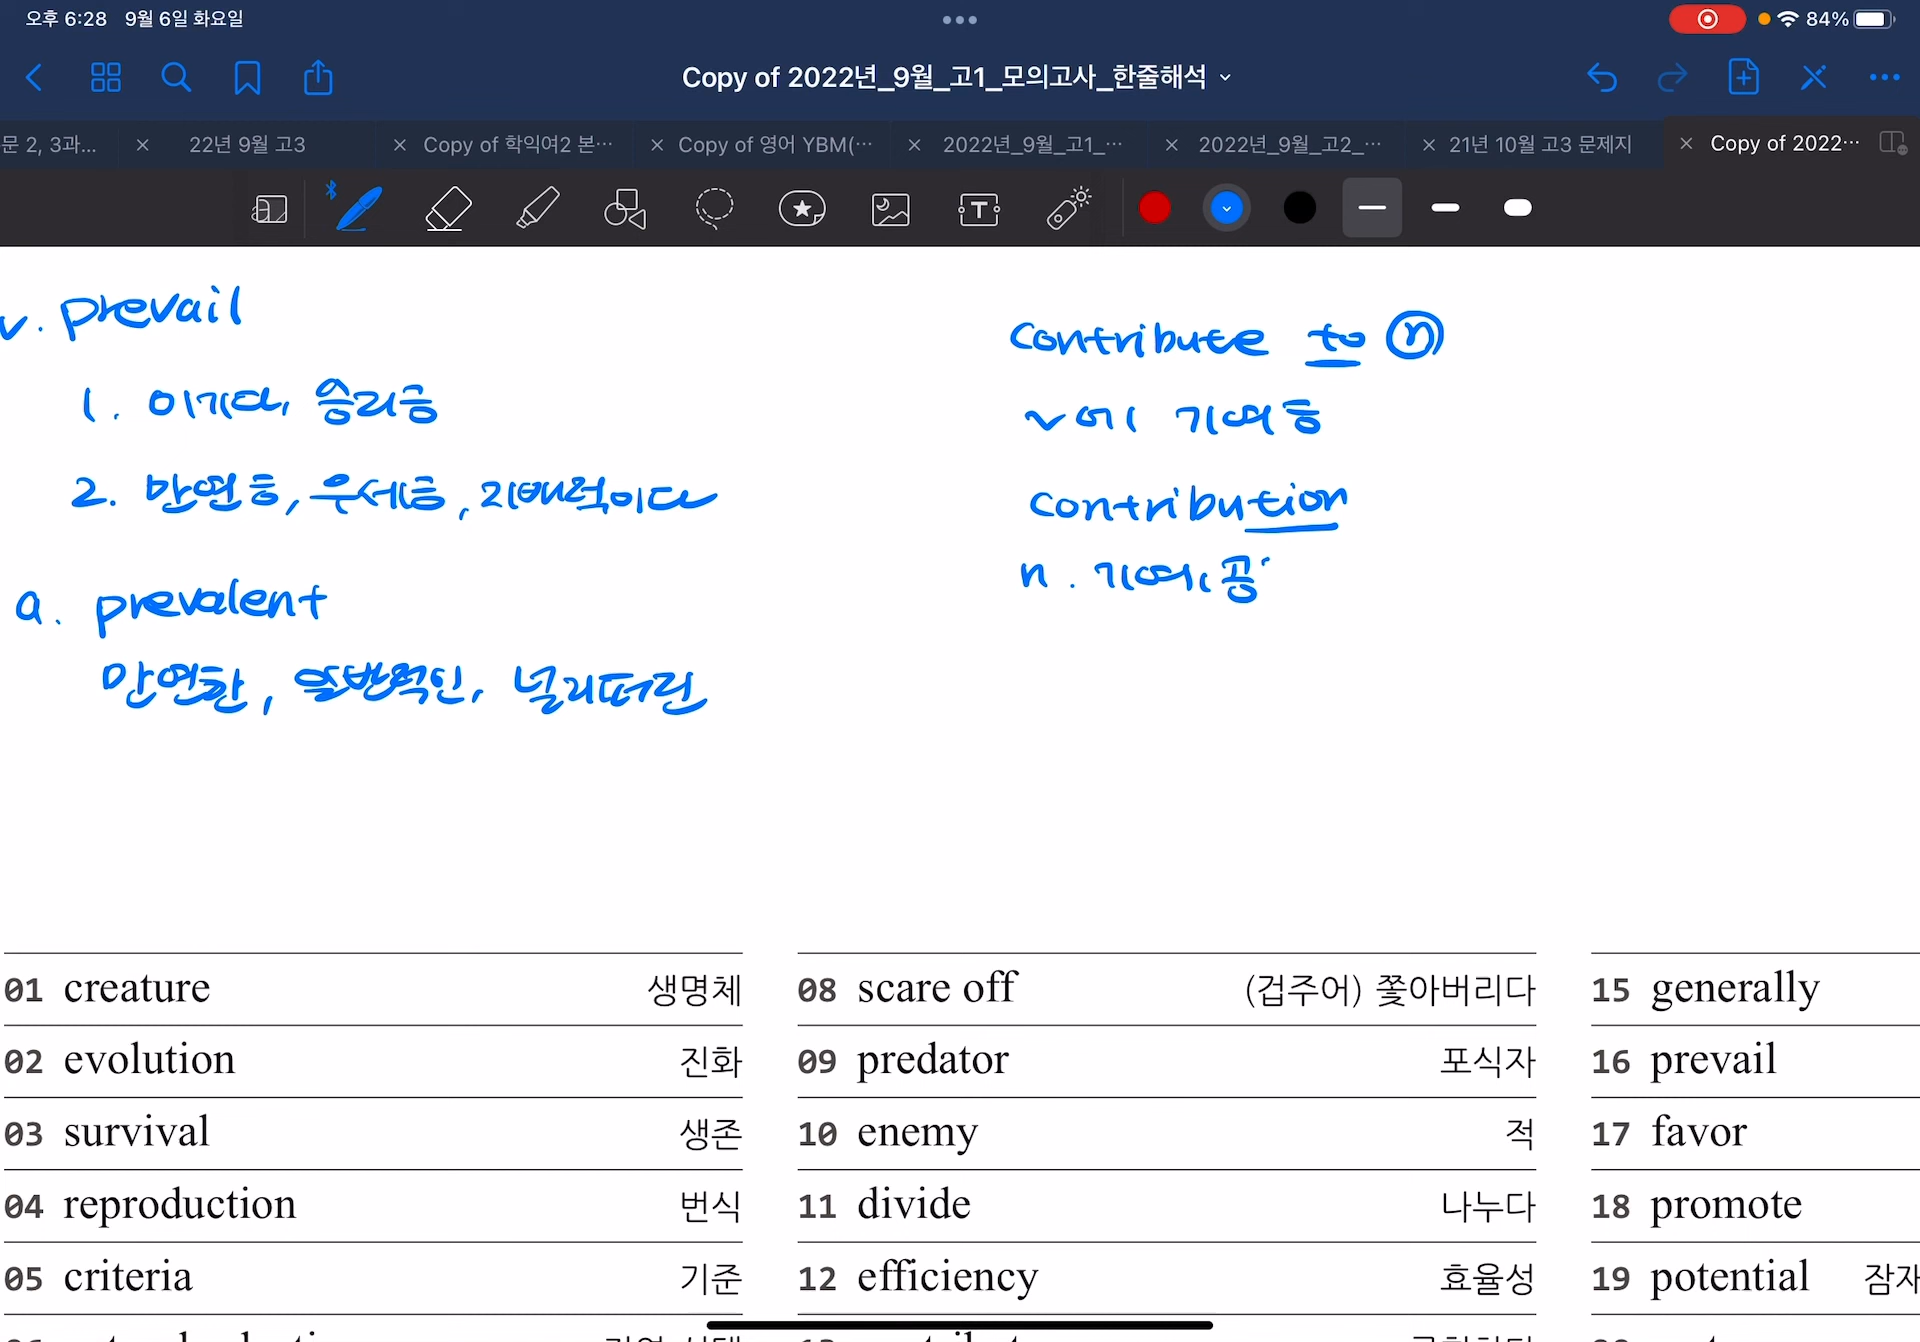 오후 6:28 9월 6일 화요일
84%
Copy of 2022년_9월_고1_모의고사_한줄해석
문 2, 3과...
22년 9월 고3
Copy of 학익여2 본...
Copy of 영어 YBM(...
2022년_9월_고1_...
2022년_9월_고2_...
21년 10월 고3 문제지
Copy of 2022...
v. prevail
1. 이기다, 승리함
2. 만연함, 우세함, 지배적이다
a. prevalent
만연한, 일반적인, 널리퍼진
contribute to ⓝ
에 기여함
contribution
n. 기여, 공
01 creature 생명체
02 evolution 진화
03 survival 생존
04 reproduction 번식
05 criteria 기준
08 scare off (겁주어) 쫓아버리다
09 predator 포식자
10 enemy 적
11 divide 나누다
12 efficiency 효율성
15 generally
16 prevail
17 favor
18 promote
19 potential 잠재